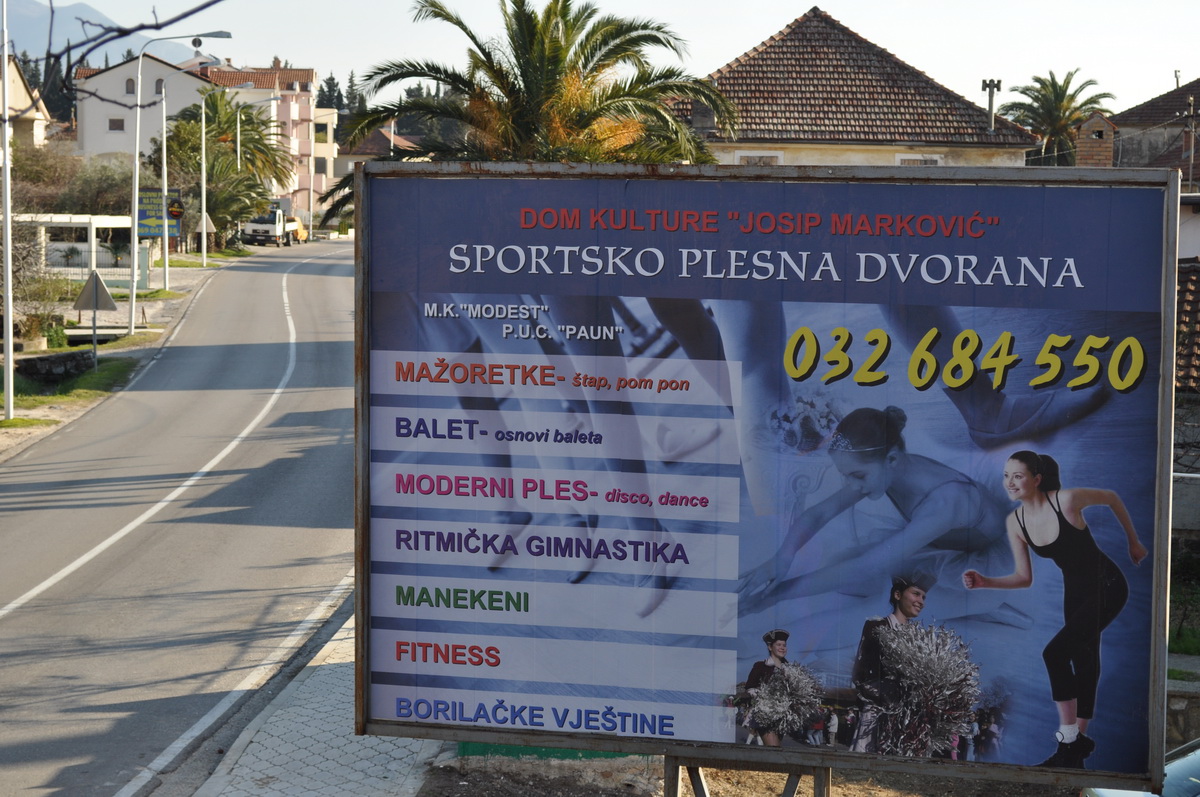 DOM KULTURE "JOSIP MARKOVIĆ"
SPORTSKO PLESNA DVORANA
M.K."MODEST"
P.U.C. "PAUN"
032 684 550
MAŽORETKE- štap, pom pon
BALET- osnovi baleta
MODERNI PLES- disco, dance
RITMIČKA GIMNASTIKA
MANEKENI
FITNESS
BORILAČKE VJEŠTINE